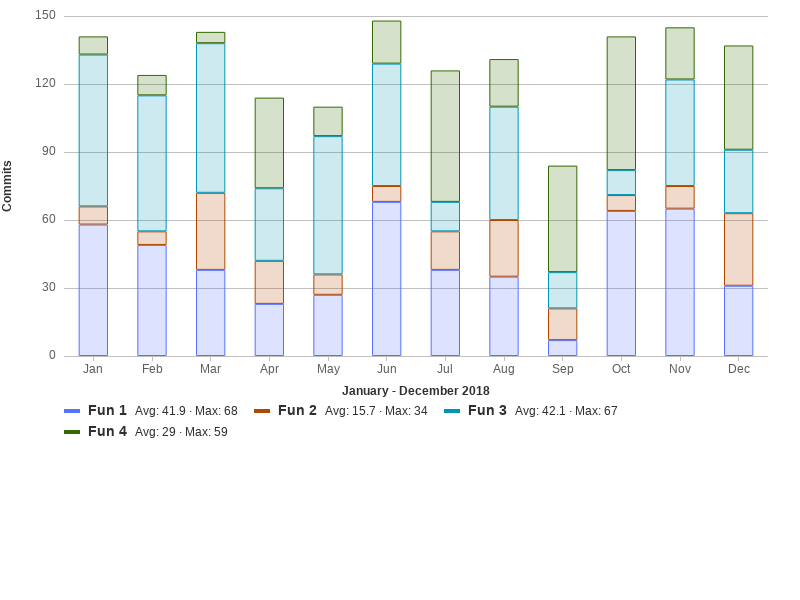 150
120
90
60
30
0
Commits
Jan Feb Mar Apr May Jun Jul Aug Sep Oct Nov Dec
January - December 2018
Fun 1 Avg: 41.9 · Max: 68 Fun 2 Avg: 15.7 · Max: 34 Fun 3 Avg: 42.1 · Max: 67
Fun 4 Avg: 29 · Max: 59